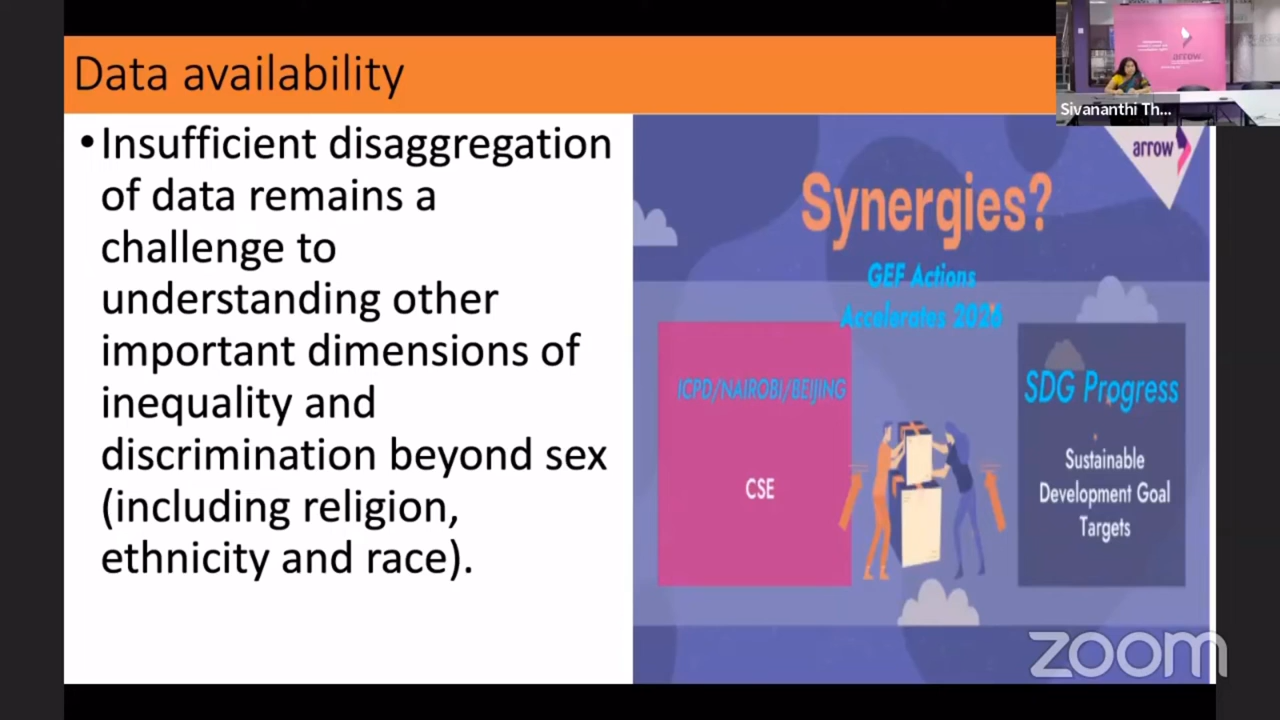 Data availability
arrow
Sivananthi Th...
• Insufficient disaggregation
of data remains a
challenge to
understanding other
important dimensions of
inequality and
discrimination beyond sex
(including religion,
ethnicity and race).
arrow
Synergies?
GEF Actions
Accelerates 2026
ICPD/NAIROBI/BEIJING
CSE
SDG Progress
Sustainable
Development Goal
Targets
zoom